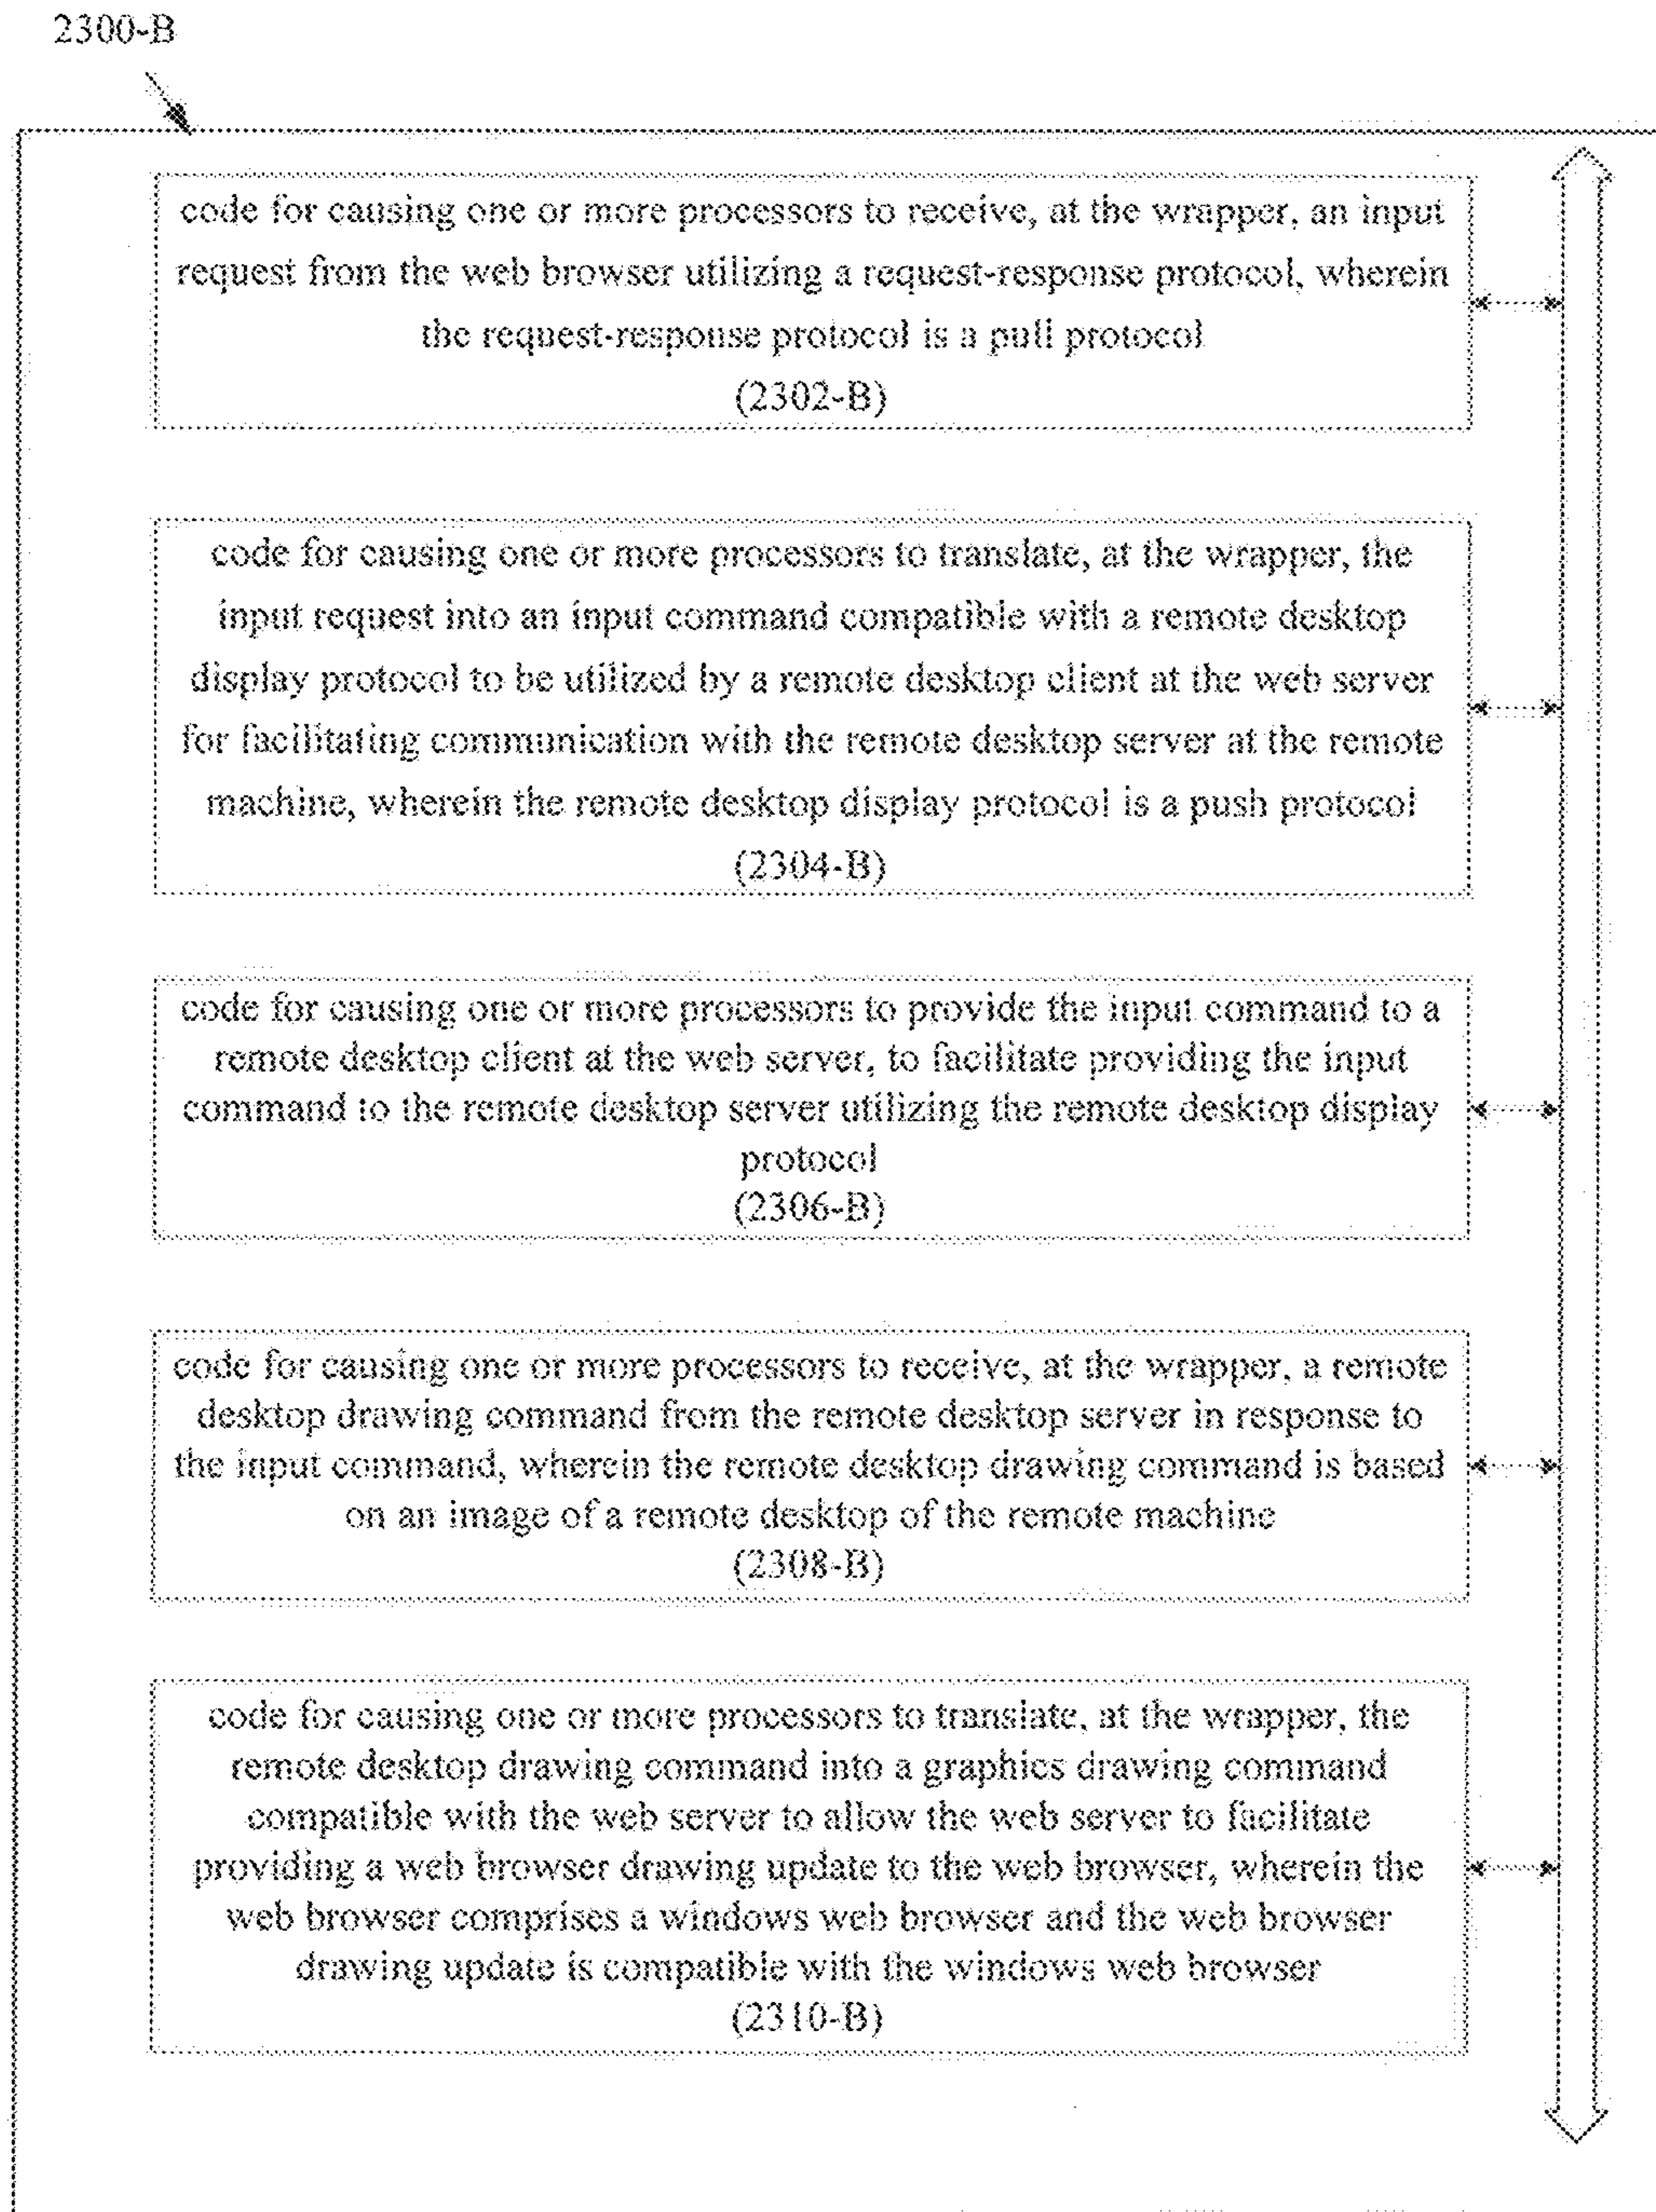 2300-B
code for causing one or more processors to receive, at the wrapper, an input
request from the web browser utilizing a request-response protocol, wherein
the request-response protocol is a pull protocol
(2302-B)
code for causing one or more processors to translate, at the wrapper, the
input request into an input command compatible with a remote desktop
display protocol to be utilized by a remote desktop client at the web server
for facilitating communication with the remote desktop server at the remote
machine, wherein the remote desktop display protocol is a push protocol
(2304-B)
code for causing one or more processors to provide the input command to a
remote desktop client at the web server, to facilitate providing the input
command to the remote desktop server utilizing the remote desktop display
protocol
(2306-B)
code for causing one or more processors to receive, at the wrapper, a remote
desktop drawing command from the remote desktop server in response to
the input command, wherein the remote desktop drawing command is based
on an image of a remote desktop of the remote machine
(2308-B)
code for causing one or more processors to translate, at the wrapper, the
remote desktop drawing command into a graphics drawing command
compatible with the web server to allow the web server to facilitate
providing a web browser drawing update to the web browser, wherein the
web browser comprises a windows web browser and the web browser
drawing update is compatible with the windows web browser
(2310-B)